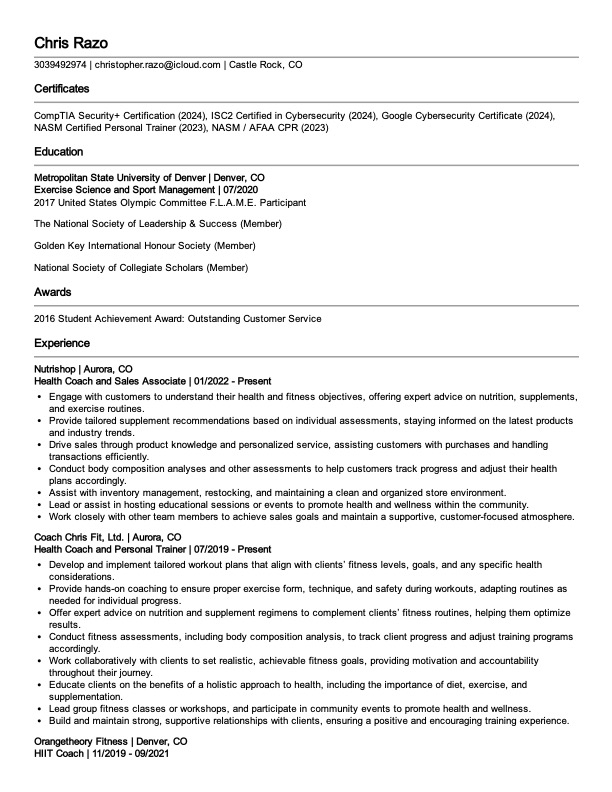 Chris Razo
3039492974 | christopher.razo@icloud.com | Castle Rock, CO
Certificates
CompTIA Security+ Certification (2024), ISC2 Certified in Cybersecurity (2024), Google Cybersecurity Certificate (2024),
NASM Certified Personal Trainer (2023), NASM / AFAA CPR (2023)
Education
Metropolitan State University of Denver | Denver, CO
Exercise Science and Sport Management | 07/2020
2017 United States Olympic Committee F.L.A.M.E. Participant
The National Society of Leadership & Success (Member)
Golden Key International Honour Society (Member)
National Society of Collegiate Scholars (Member)
Awards
2016 Student Achievement Award: Outstanding Customer Service
Experience
Nutrishop | Aurora, CO
Health Coach and Sales Associate | 01/2022 - Present
• Engage with customers to understand their health and fitness objectives, offering expert advice on nutrition, supplements,
and exercise routines.
• Provide tailored supplement recommendations based on individual assessments, staying informed on the latest products
and industry trends.
• Drive sales through product knowledge and personalized service, assisting customers with purchases and handling
transactions efficiently.
• Conduct body composition analyses and other assessments to help customers track progress and adjust their health
plans accordingly.
• Assist with inventory management, restocking, and maintaining a clean and organized store environment.
• Lead or assist in hosting educational sessions or events to promote health and wellness within the community.
• Work closely with other team members to achieve sales goals and maintain a supportive, customer-focused atmosphere.
Coach Chris Fit, Ltd. | Aurora, CO
Health Coach and Personal Trainer | 07/2019 - Present
• Develop and implement tailored workout plans that align with clients' fitness levels, goals, and any specific health
considerations.
• Provide hands-on coaching to ensure proper exercise form, technique, and safety during workouts, adapting routines as
needed for individual progress.
• Offer expert advice on nutrition and supplement regimens to complement clients' fitness routines, helping them optimize
results.
• Conduct fitness assessments, including body composition analysis, to track client progress and adjust training programs
accordingly.
• Work collaboratively with clients to set realistic, achievable fitness goals, providing motivation and accountability
throughout their journey.
• Educate clients on the benefits of a holistic approach to health, including the importance of diet, exercise, and
supplementation.
• Lead group fitness classes or workshops, and participate in community events to promote health and wellness.
• Build and maintain strong, supportive relationships with clients, ensuring a positive and encouraging training experience.
Orangetheory Fitness | Denver, CO
HIIT Coach | 11/2019 - 09/2021